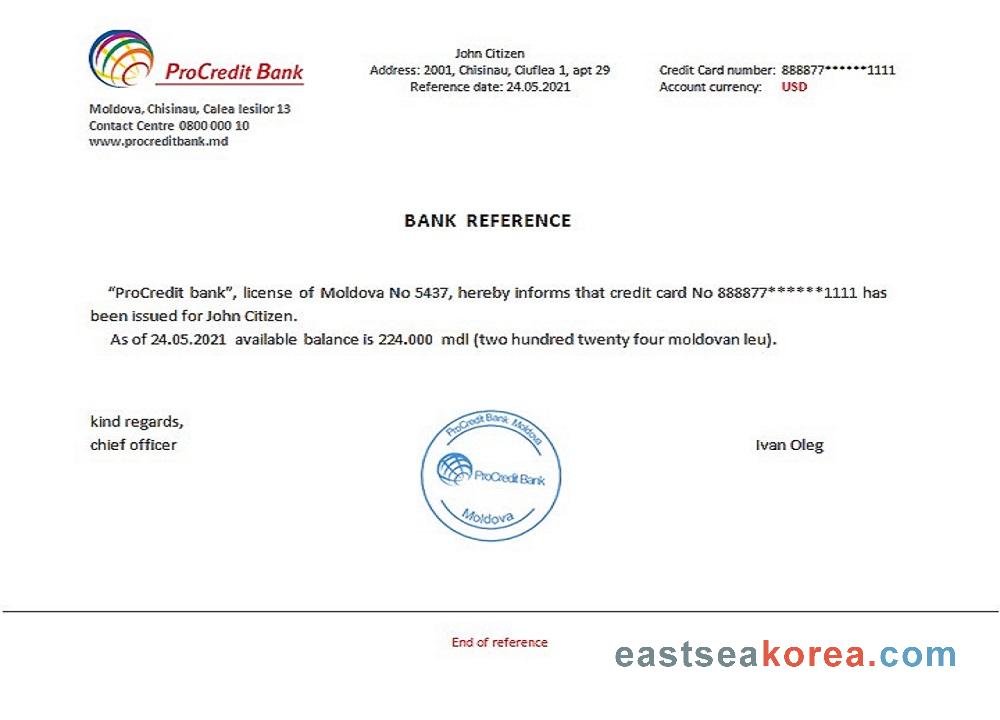 ProCredit Bank
Moldova, Chisinau, Calea Iesilor 13
Contact Centre 0800 000 10
www.procreditbank.md
John Citizen
Address: 2001, Chisinau, Ciuflea 1, apt 29
Reference date: 24.05.2021
Credit Card number: 888877******1111
Account currency: USD
BANK REFERENCE
“ProCredit bank”, license of Moldova No 5437, hereby informs that credit card No 888877******1111 has
been issued for John Citizen.
As of 24.05.2021 available balance is 224.000 mdl (two hundred twenty four moldovan leu).
kind regards,
chief officer
ProCredit Bank Moldova
ProCredit Bank
Moldova
Ivan Oleg
End of reference
eastseakorea.com